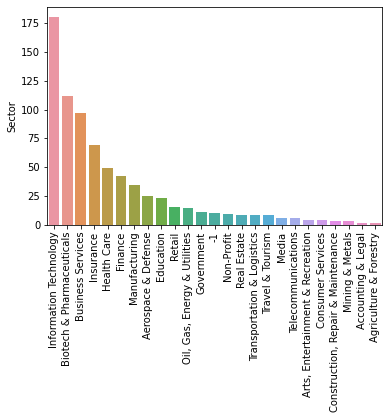 175
150
125
100
75
50
25
0
Sector
Information Technology
Biotech & Pharmaceuticals
Business Services
Insurance
Health Care
Finance
Manufacturing
Aerospace & Defense
Education
Retail
Oil, Gas, Energy & Utilities
Government
-1
Non-Profit
Real Estate
Transportation & Logistics
Travel & Tourism
Media
Telecommunications
Arts, Entertainment & Recreation
Consumer Services
Construction, Repair & Maintenance
Mining & Metals
Accounting & Legal
Agriculture & Forestry